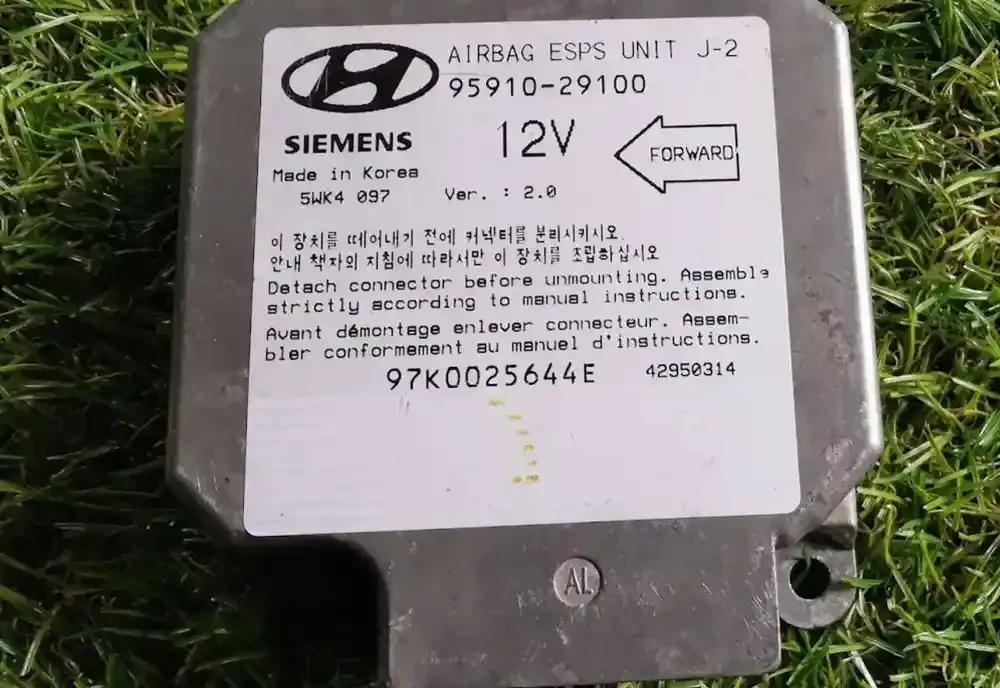 AIRBAG ESPS UNIT J-2
95910-29100
SIEMENS
12V
FORWARD
Made in Korea
5WK4 097
Ver. : 2.0
이 장치를 떼어내기 전에 커넥터를 분리시키시오.
안내 책자의 지침에 따라서만 이 장치를 조립하십시오
Detach connector before unmounting. Assemble
strictly according to manual instructions.
Avant démontage enlever connecteur. Assem-
bler conformement au manuel d'instructions.
97K0025644E
42950314
AL